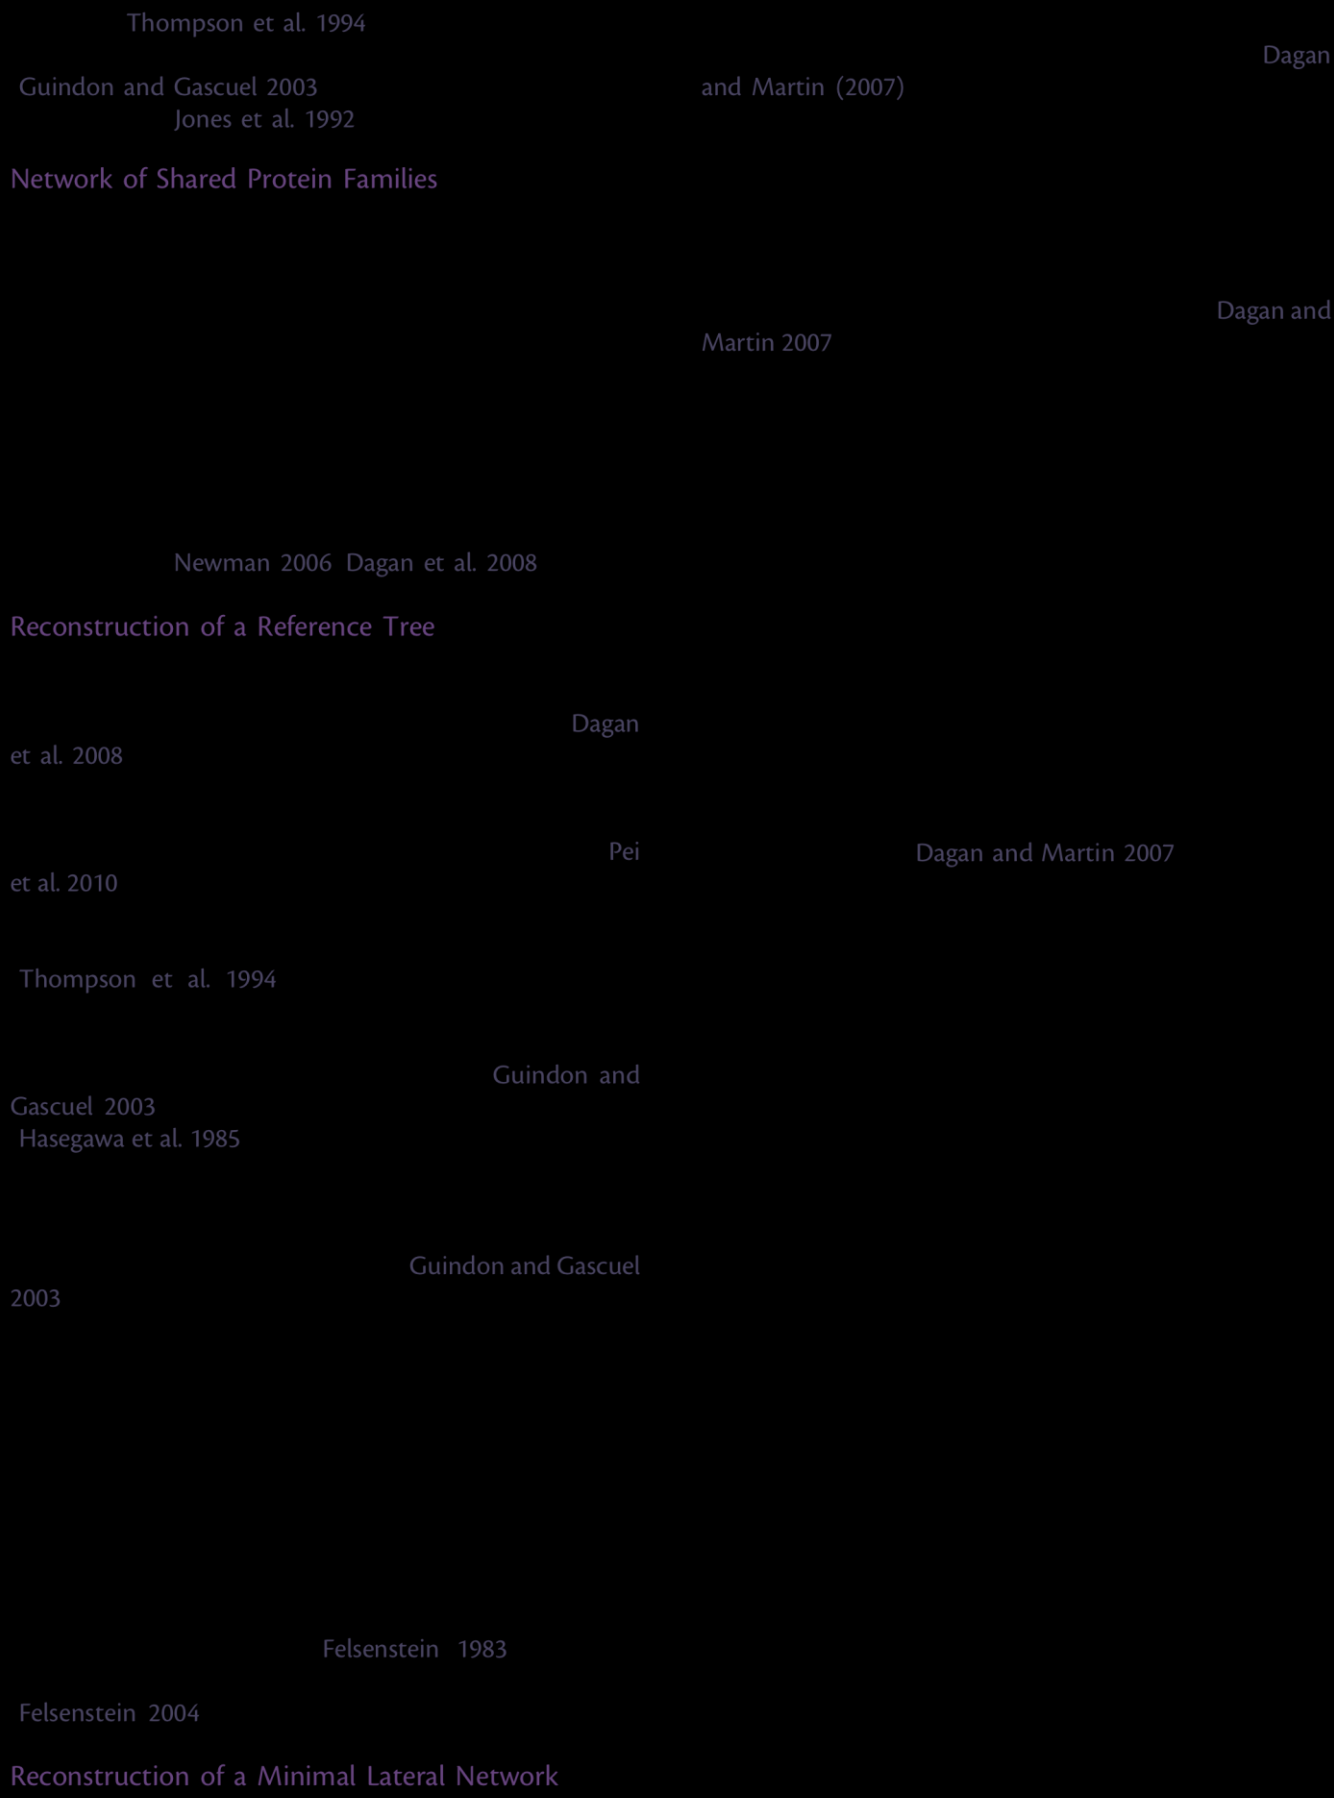 Thompson et al. 1994
Guindon and Gascuel 2003
Jones et al. 1992
Network of Shared Protein Families
Newman 2006 Dagan et al. 2008
Reconstruction of a Reference Tree
Dagan
et al. 2008
Pei
et al. 2010
Thompson et al. 1994
Guindon and
Gascuel 2003
Hasegawa et al. 1985
Guindon and Gascuel
2003
Felsenstein 1983
Felsenstein 2004
Reconstruction of a Minimal Lateral Network
Dagan
and Martin (2007)
Dagan and
Martin 2007
Dagan and Martin 2007